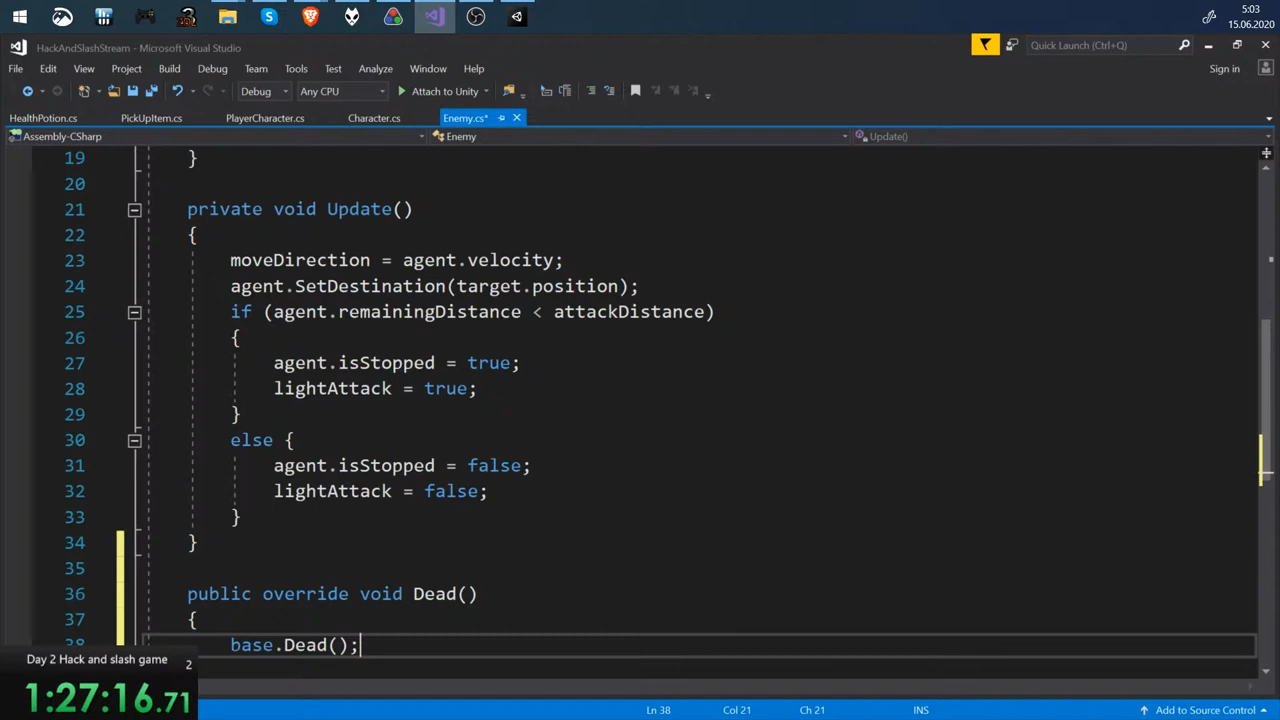 5:03
15.06.2020
HackAndSlashStream - Microsoft Visual Studio
Quick Launch (Ctrl+Q)
File Edit View Project Build Debug Team Tools Test Analyze Window Help
Sign in
Debug Any CPU Attach to Unity
HealthPotion.cs PickUpItem.cs PlayerCharacter.cs Character.cs Enemy.cs*
Assembly-CSharp Enemy Update()
19 }
20
21 private void Update()
22 {
23 moveDirection = agent.velocity;
24 agent.SetDestination(target.position);
25 if (agent.remainingDistance < attackDistance)
26 {
27 agent.isStopped = true;
28 lightAttack = true;
29 }
30 else {
31 agent.isStopped = false;
32 lightAttack = false;
33 }
34 }
35
36 public override void Dead()
37 {
38 base.Dead();
Day 2 Hack and slash game 2
1:27:16.71
Ln 38 Col 21 Ch 21 INS Add to Source Control